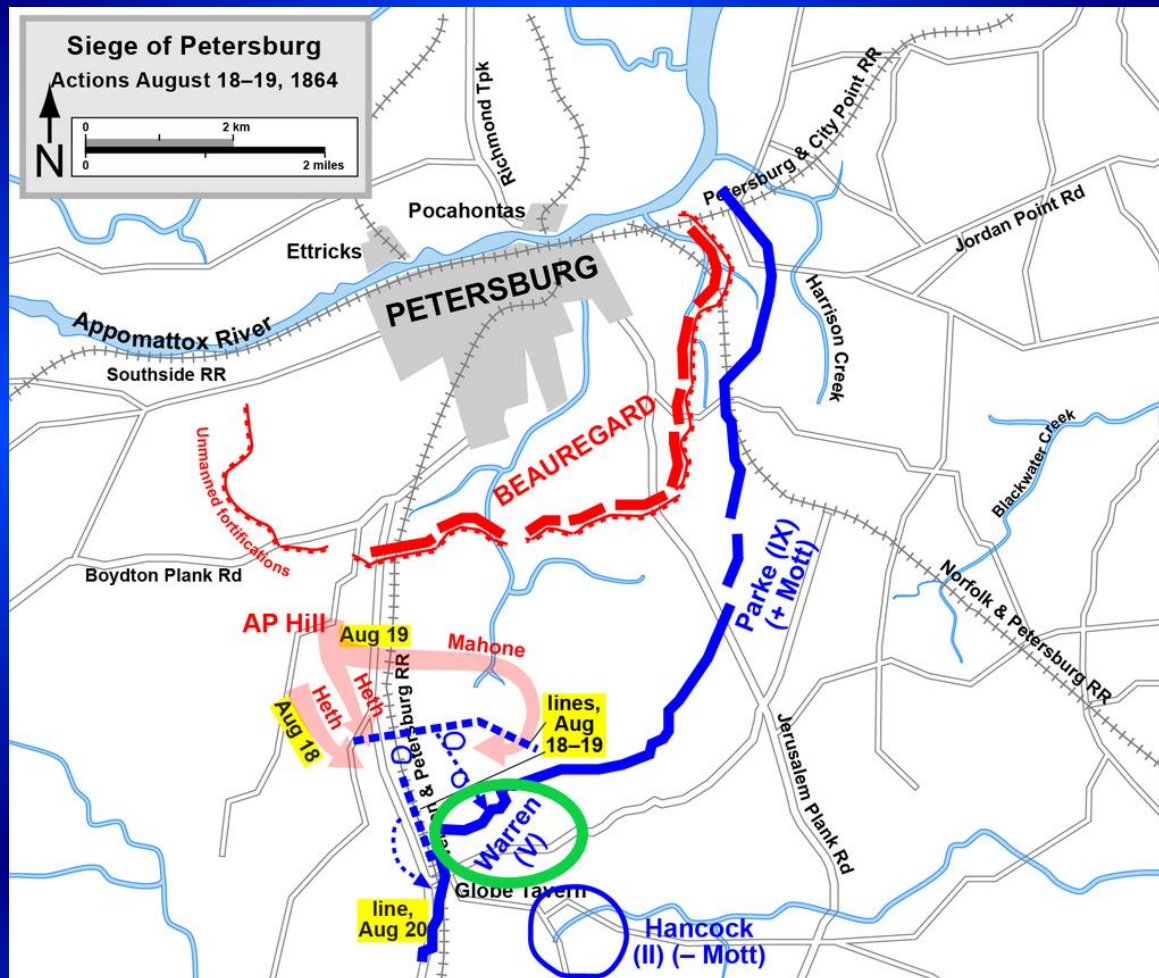 Siege of Petersburg
Actions August 18–19, 1864
0
2 km
N
0
2 miles
Richmond Tpk
Petersburg & City Point RR
Pocahontas
Ettricks
Jordan Point Rd
PETERSBURG
Appomattox River
Harrison Creek
Southside RR
BEAUREGARD
Unmanned fortifications
Blackwater Creek
Boydton Plank Rd
Parke (IX)
(+ Mott)
Norfolk & Petersburg RR
AP Hill
Aug 19
Mahone
Heth
Heth
Aug 18
lines,
Aug
18–19
& Petersburg RR
Jerusalem Plank Rd
Warren
(V)
Globe Tavern
line,
Aug 20
Hancock
(II) (– Mott)